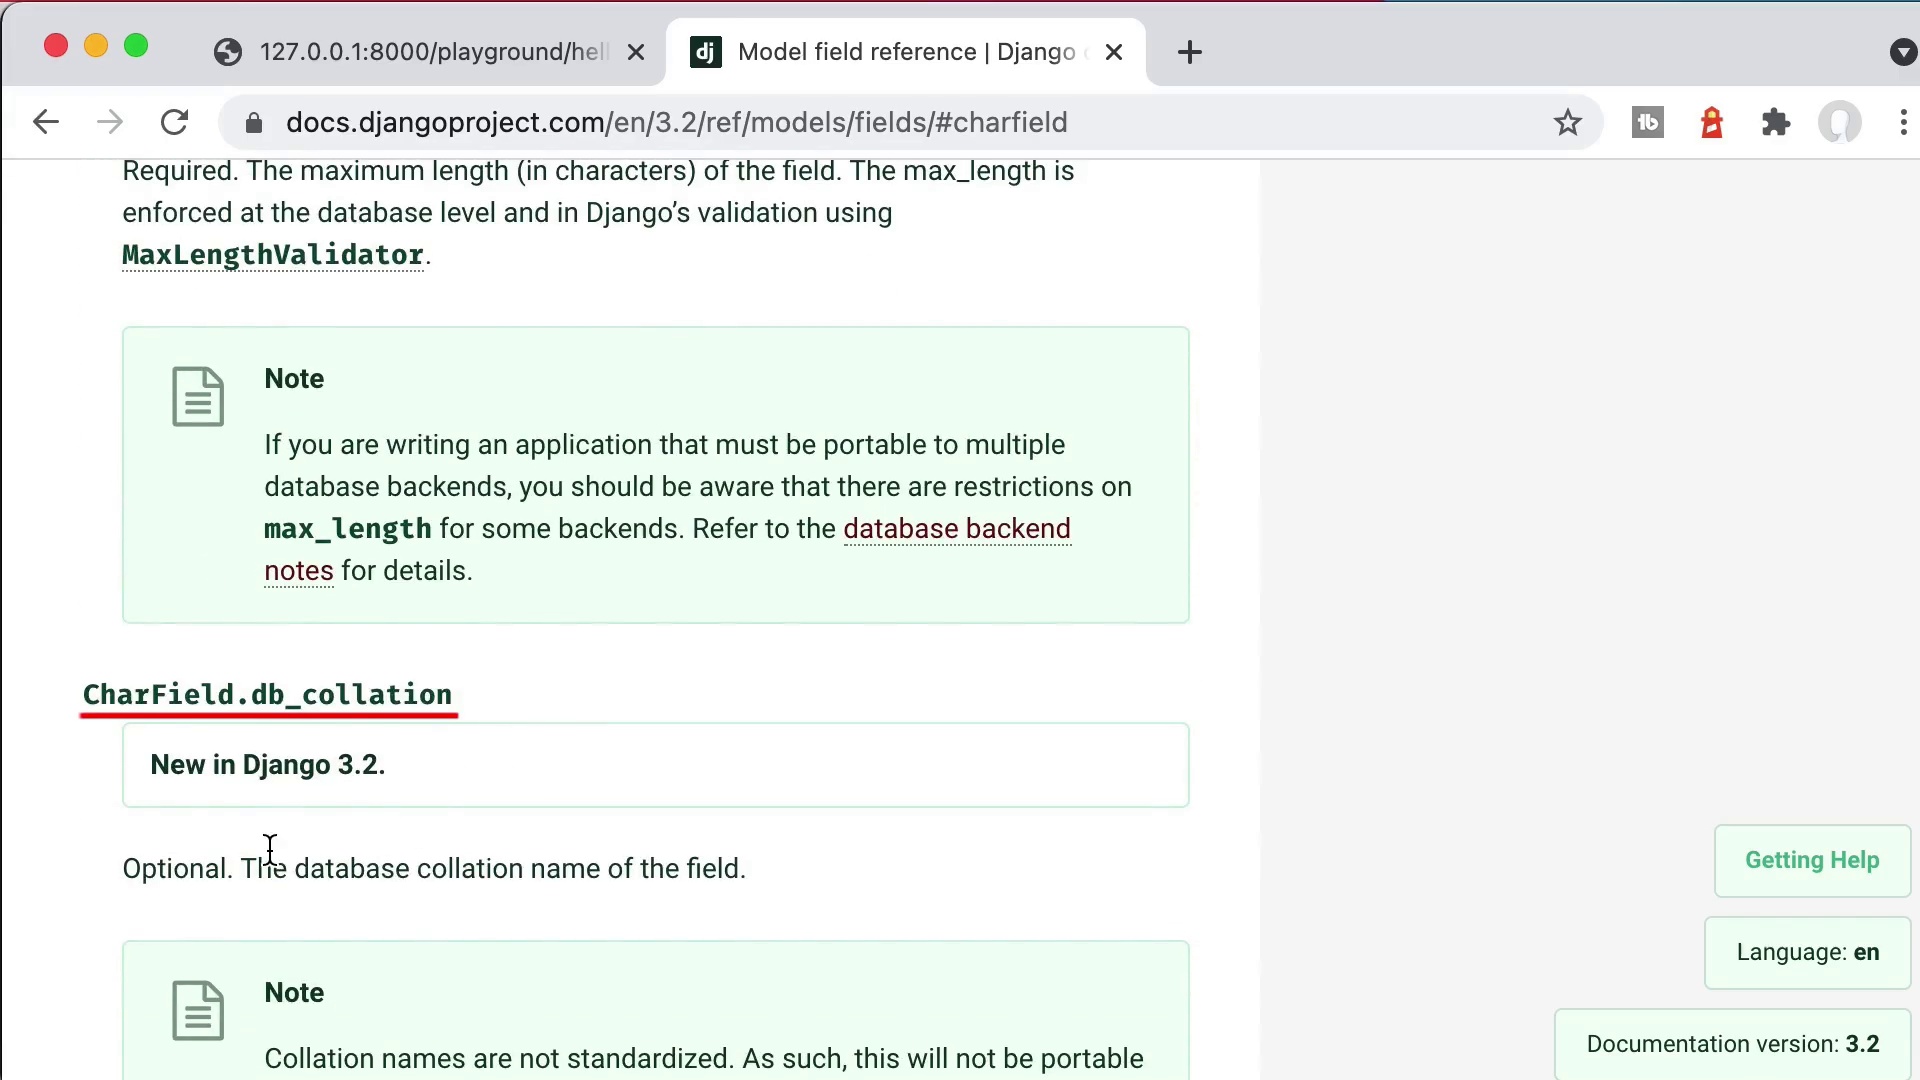 127.0.0.1:8000/playground/hell
Model field reference | Django
docs.djangoproject.com/en/3.2/ref/models/fields/#charfield
Required. The maximum length (in characters) of the field. The max_length is
enforced at the database level and in Django’s validation using
MaxLengthValidator.
Note
If you are writing an application that must be portable to multiple
database backends, you should be aware that there are restrictions on
max_length for some backends. Refer to the database backend
notes for details.
CharField.db_collation
New in Django 3.2.
Optional. The database collation name of the field.
Getting Help
Language: en
Note
Documentation version: 3.2
Collation names are not standardized. As such, this will not be portable